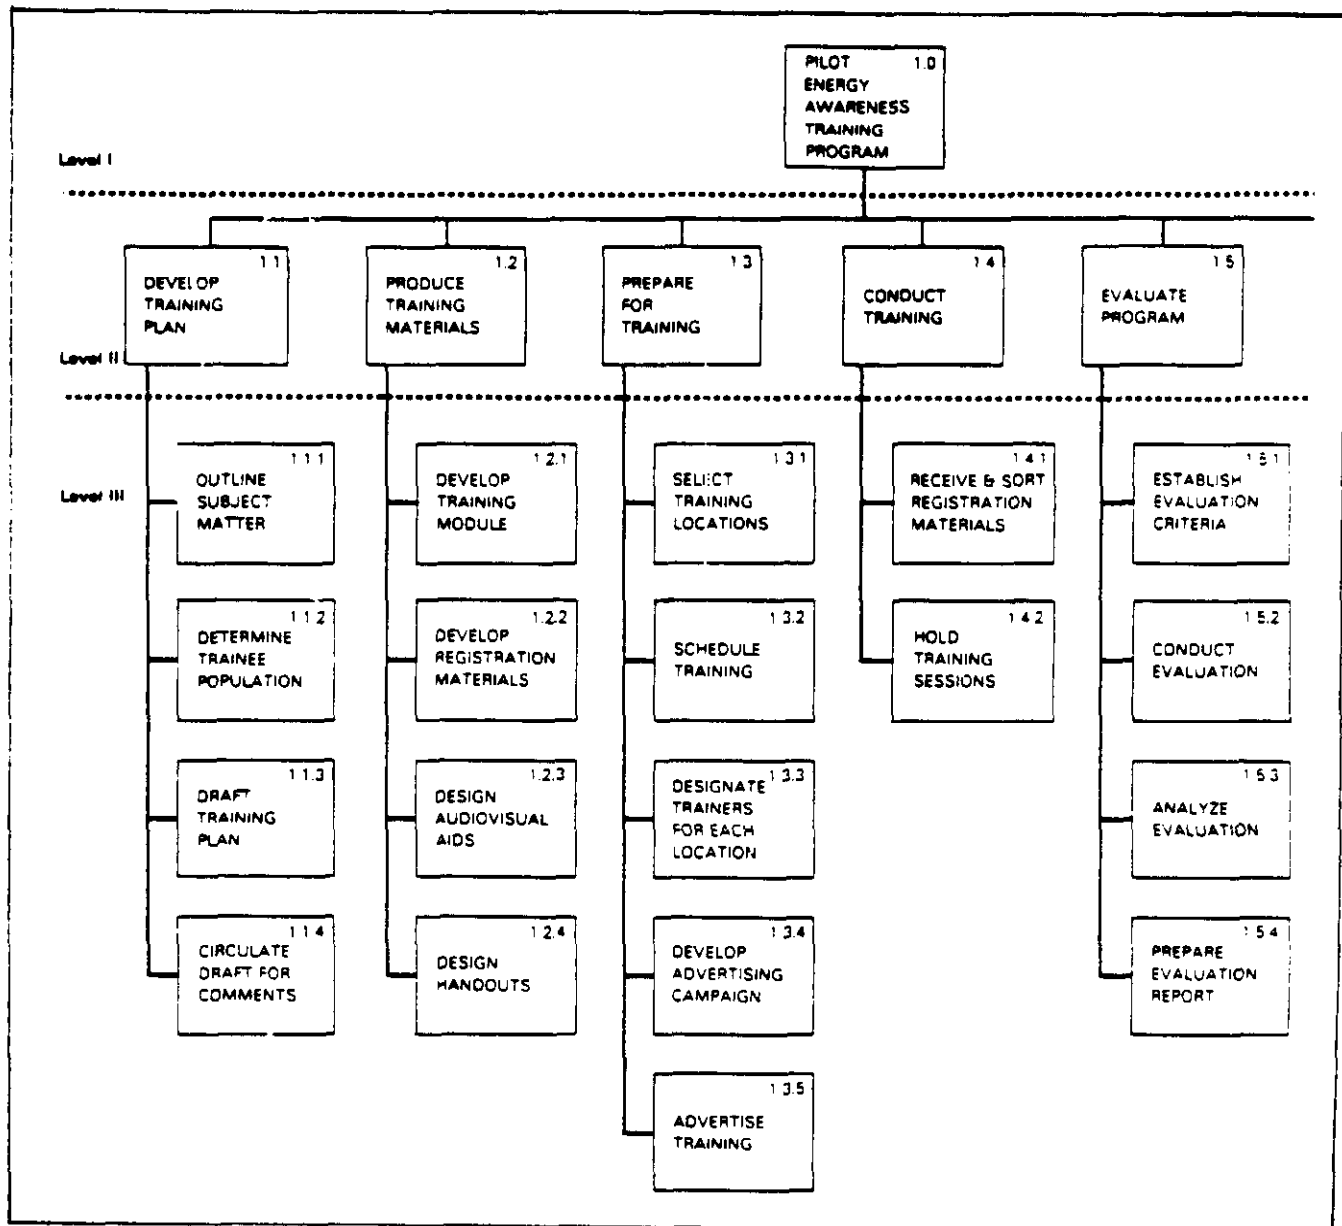 PILOT 1.0
ENERGY
AWARENESS
TRAINING
PROGRAM
Level I
1.1
DEVELOP
TRAINING
PLAN
1.2
PRODUCE
TRAINING
MATERIALS
1.3
PREPARE
FOR
TRAINING
1.4
CONDUCT
TRAINING
1.5
EVALUATE
PROGRAM
Level II
Level III
1.1.1
OUTLINE
SUBJECT
MATTER
1.2.1
DEVELOP
TRAINING
MODULE
1.3.1
SELECT
TRAINING
LOCATIONS
1.4.1
RECEIVE & SORT
REGISTRATION
MATERIALS
1.5.1
ESTABLISH
EVALUATION
CRITERIA
1.1.2
DETERMINE
TRAINEE
POPULATION
1.2.2
DEVELOP
REGISTRATION
MATERIALS
1.3.2
SCHEDULE
TRAINING
1.4.2
HOLD
TRAINING
SESSIONS
1.5.2
CONDUCT
EVALUATION
1.1.3
DRAFT
TRAINING
PLAN
1.2.3
DESIGN
AUDIOVISUAL
AIDS
1.3.3
DESIGNATE
TRAINERS
FOR EACH
LOCATION
1.5.3
ANALYZE
EVALUATION
1.1.4
CIRCULATE
DRAFT FOR
COMMENTS
1.2.4
DESIGN
HANDOUTS
1.3.4
DEVELOP
ADVERTISING
CAMPAIGN
1.5.4
PREPARE
EVALUATION
REPORT
1.3.5
ADVERTISE
TRAINING